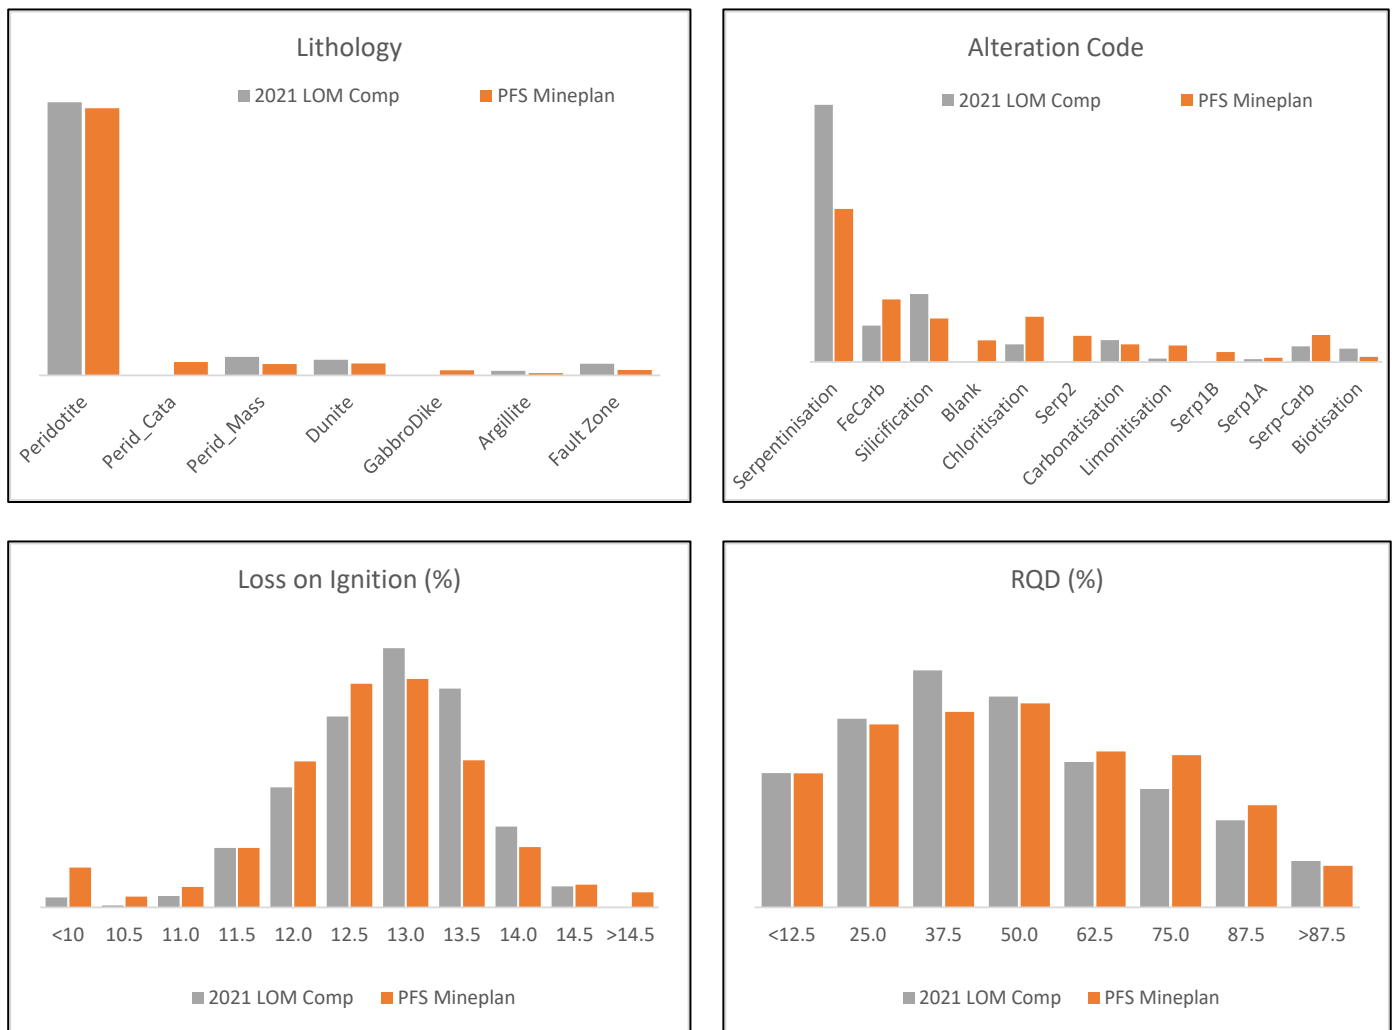 Lithology
2021 LOM Comp PFS Mineplan
Peridotite Perid_Cata Perid_Mass Dunite GabbroDike Argillite Fault Zone
Alteration Code
2021 LOM Comp PFS Mineplan
Serpentinisation FeCarb Silicification Blank Chloritisation Serp2 Carbonatisation Limonitisation Serp1B Serp1A Serp-Carb Biotisation
Loss on Ignition (%)
<10 10.5 11.0 11.5 12.0 12.5 13.0 13.5 14.0 14.5 >14.5
2021 LOM Comp PFS Mineplan
RQD (%)
<12.5 25.0 37.5 50.0 62.5 75.0 87.5 >87.5
2021 LOM Comp PFS Mineplan